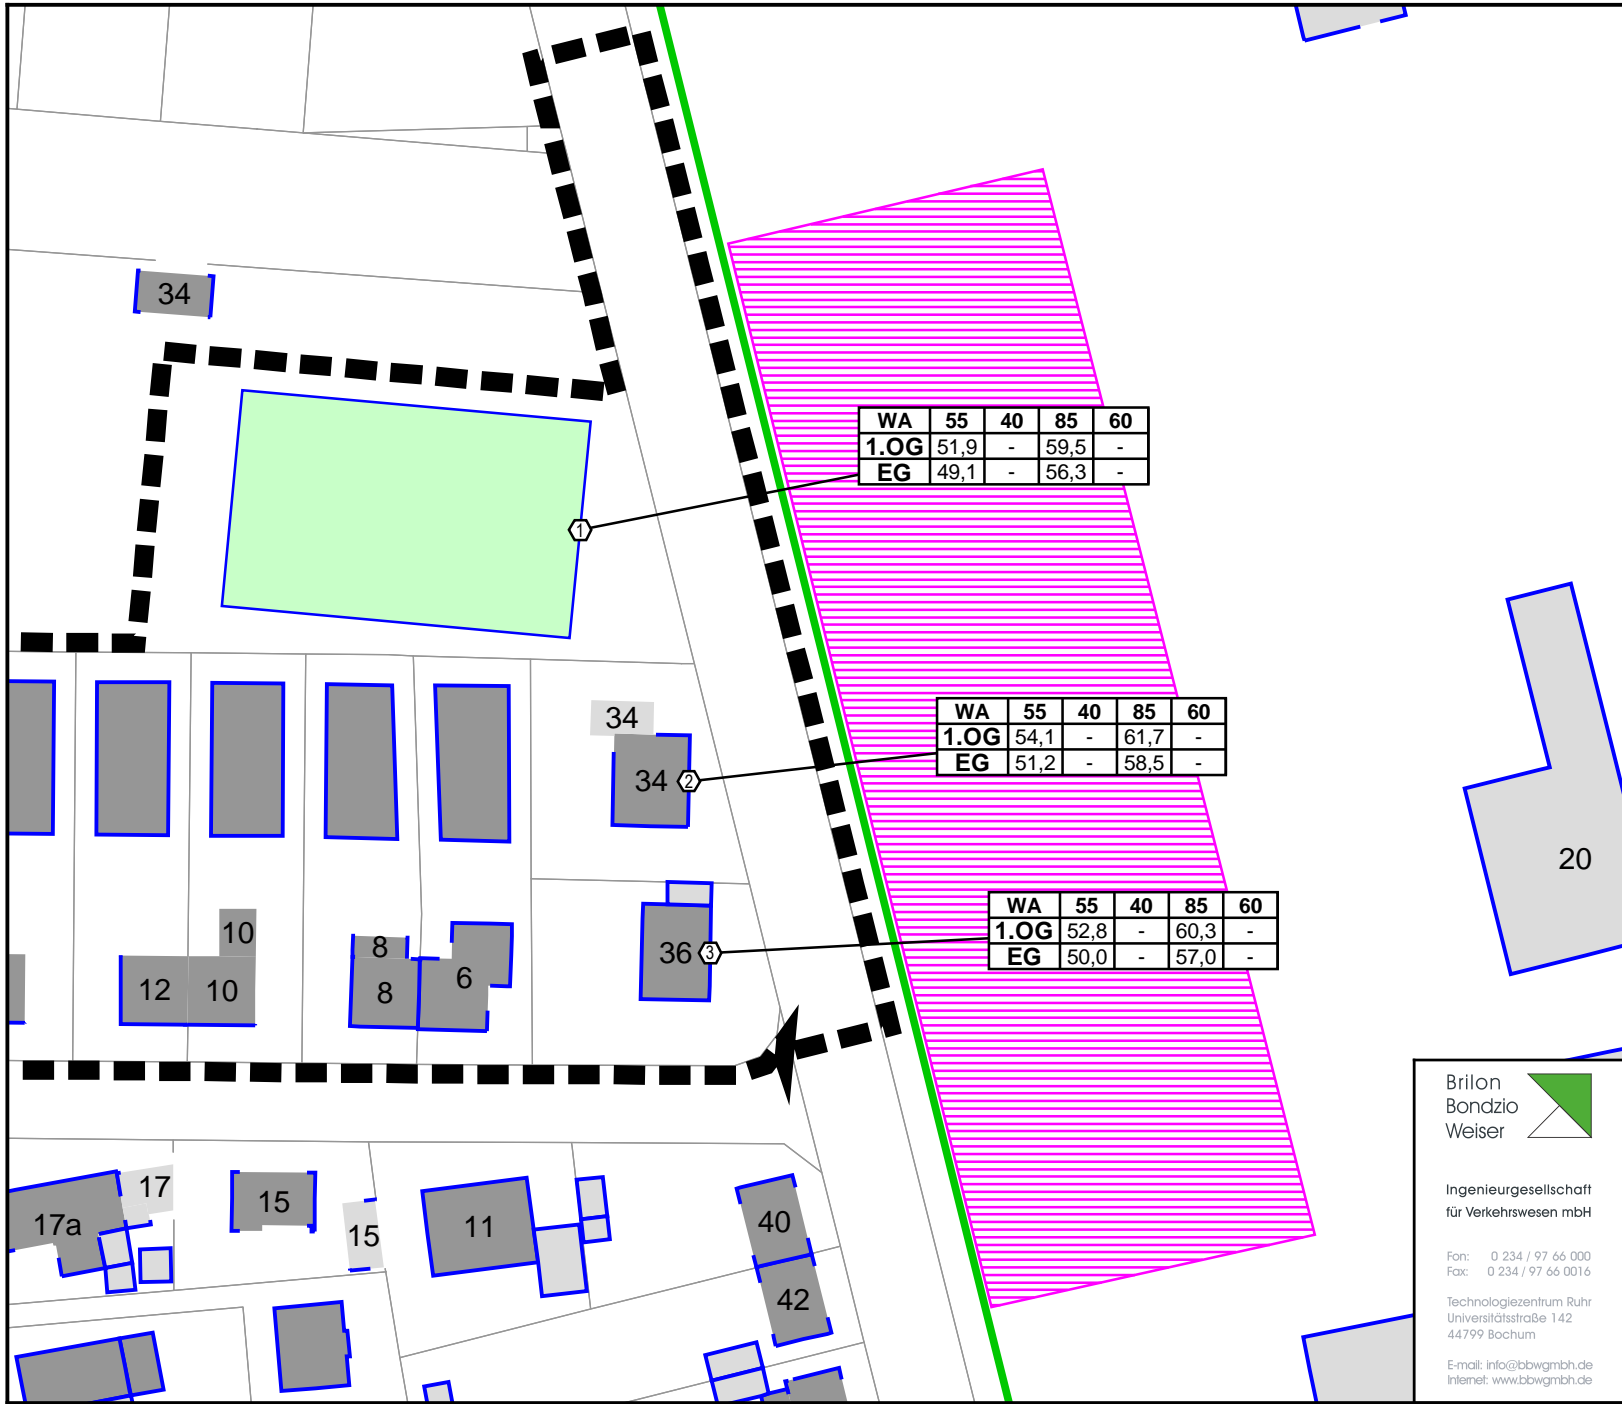 34
WA 55 40 85 60
1.OG 51,9 - 59,5 -
EG 49,1 - 56,3 -
1
34
34
2
WA 55 40 85 60
1.OG 54,1 - 61,7 -
EG 51,2 - 58,5 -
20
10
12
10
8
8
6
36
3
WA 55 40 85 60
1.OG 52,8 - 60,3 -
EG 50,0 - 57,0 -
17
17a
15
15
11
40
42
Brilon
Bondzio
Weiser
Ingenieurgesellschaft
für Verkehrswesen mbH
Fon: 0 234 / 97 66 000
Fax: 0 234 / 97 66 0016
Technologiezentrum Ruhr
Universitätsstraße 142
44799 Bochum
E-mail: info@bbwgmbh.de
Internet: www.bbwgmbh.de